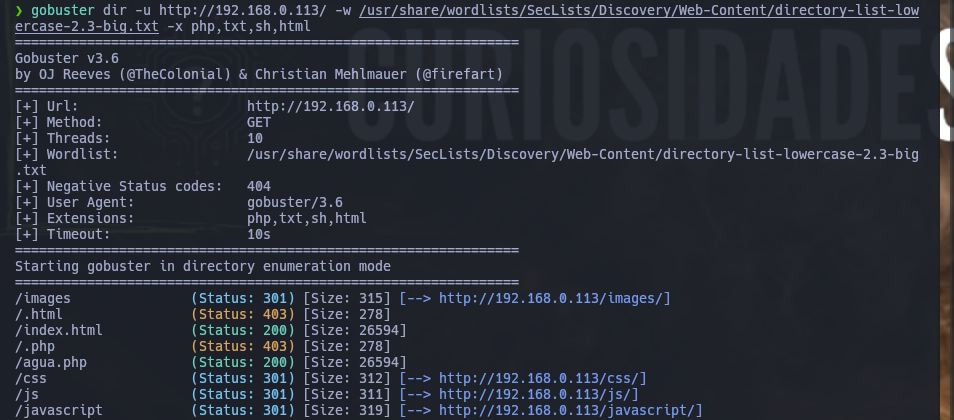 ❯ gobuster dir -u http://192.168.0.113/ -w /usr/share/wordlists/SecLists/Discovery/Web-Content/directory-list-low
ercase-2.3-big.txt -x php,txt,sh,html
===============================================================
Gobuster v3.6
by OJ Reeves (@TheColonial) & Christian Mehlmauer (@firefart)
===============================================================
[+] Url:                     http://192.168.0.113/
[+] Method:                  GET
[+] Threads:                 10
[+] Wordlist:                /usr/share/wordlists/SecLists/Discovery/Web-Content/directory-list-lowercase-2.3-big
.txt
[+] Negative Status codes:   404
[+] User Agent:              gobuster/3.6
[+] Extensions:              php,txt,sh,html
[+] Timeout:                 10s
===============================================================
Starting gobuster in directory enumeration mode
===============================================================
/images               (Status: 301) [Size: 315] [--> http://192.168.0.113/images/]
/.html                (Status: 403) [Size: 278]
/index.html           (Status: 200) [Size: 26594]
/.php                 (Status: 403) [Size: 278]
/agua.php             (Status: 200) [Size: 26594]
/css                  (Status: 301) [Size: 312] [--> http://192.168.0.113/css/]
/js                   (Status: 301) [Size: 311] [--> http://192.168.0.113/js/]
/javascript           (Status: 301) [Size: 319] [--> http://192.168.0.113/javascript/]
CURIOSIDADES